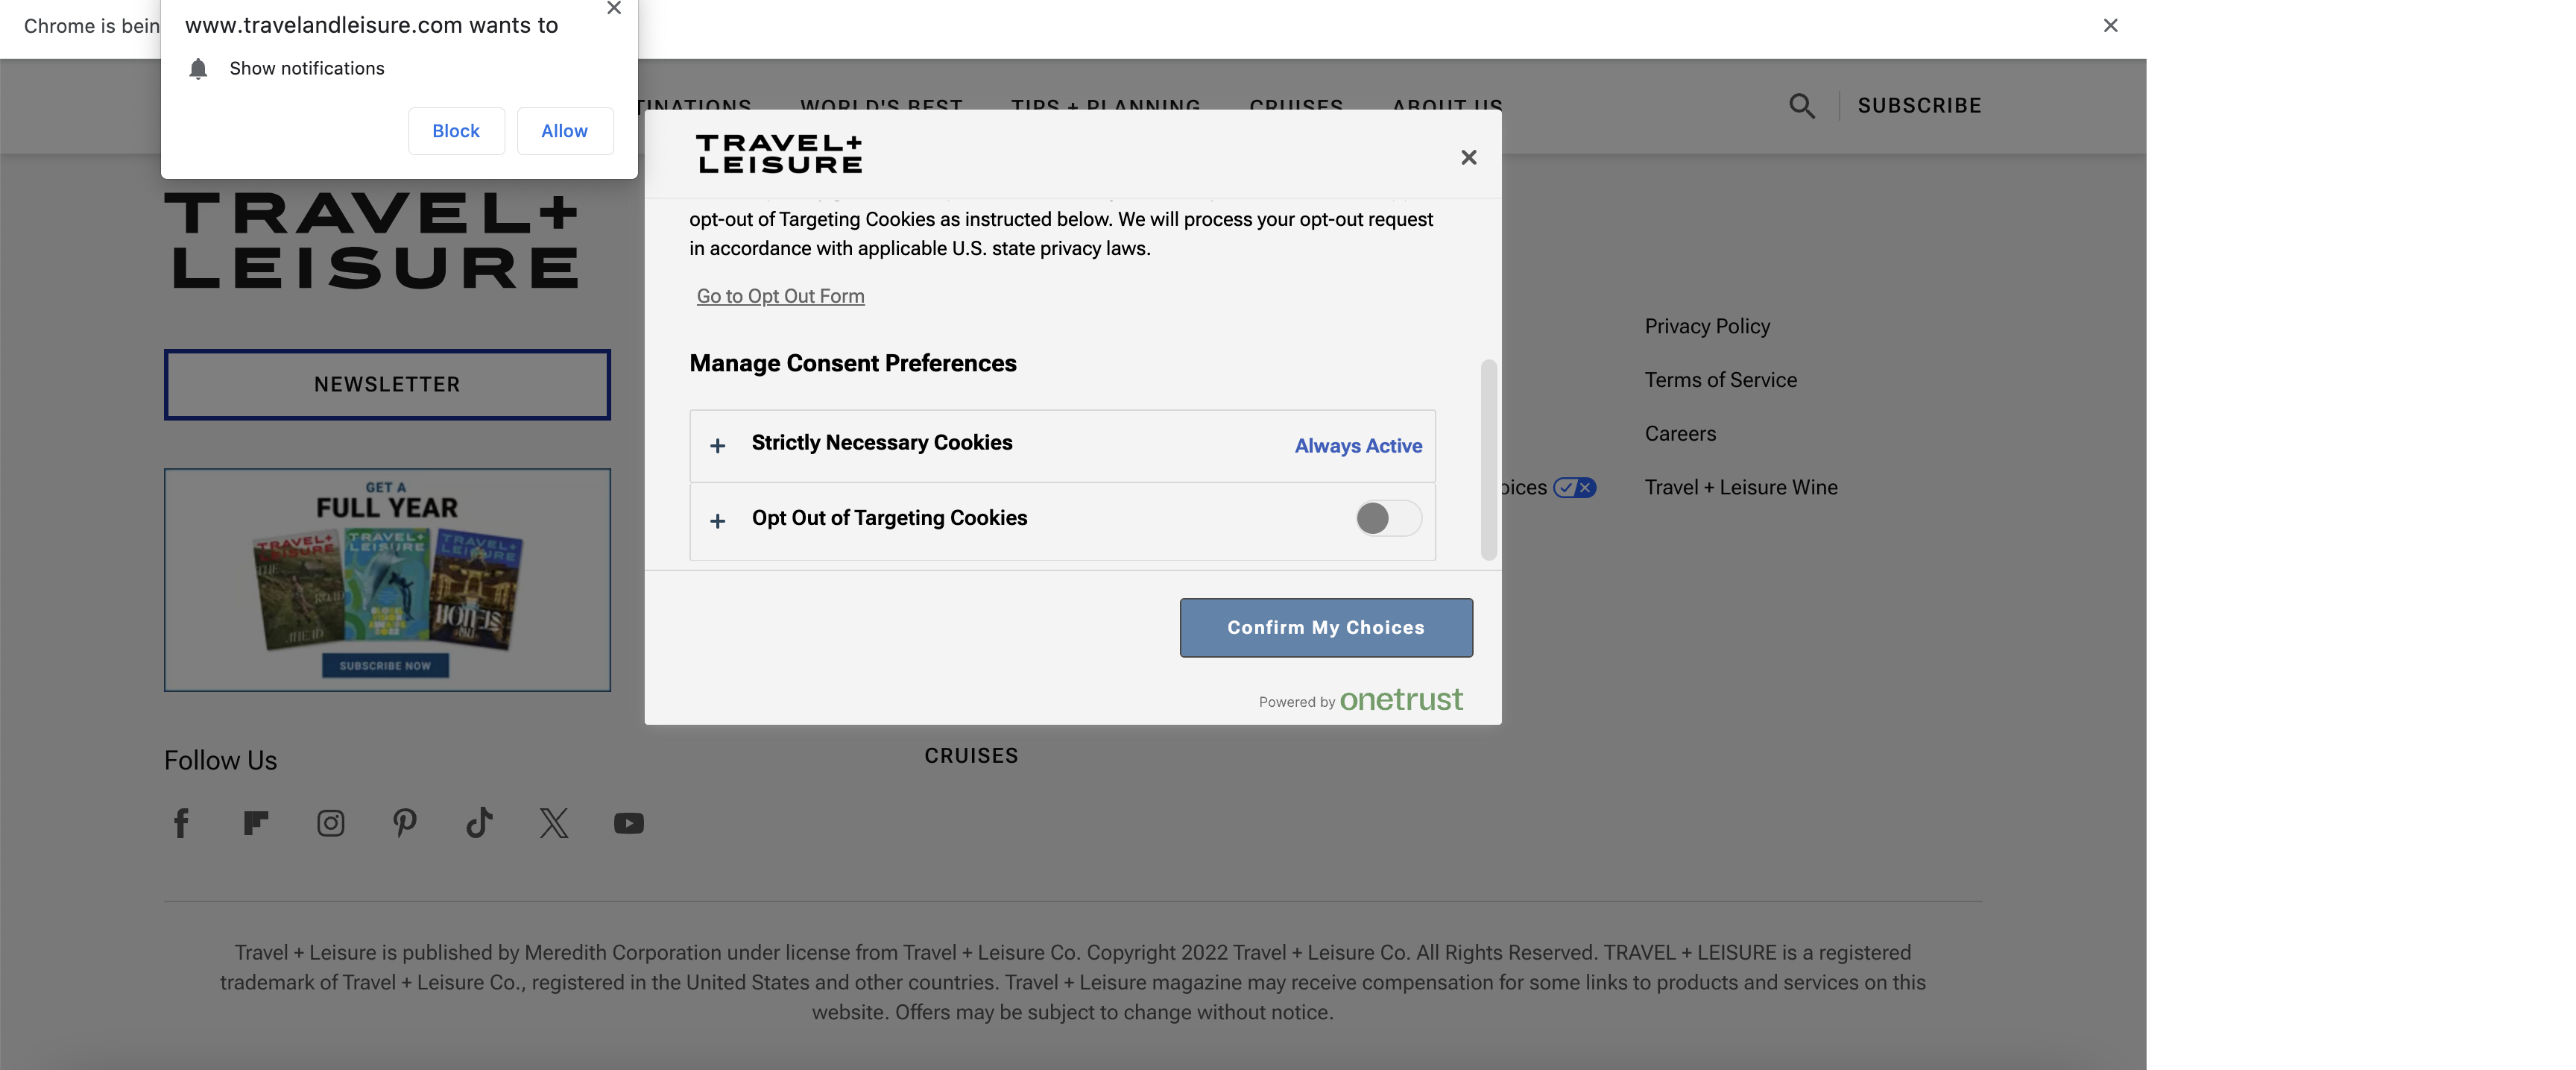 Chrome is bein
www.travelandleisure.com wants to
Show notifications
Block
Allow
WORLD'S BEST
TIPS + PLANNING
CRUISES
ABOUT US
SUBSCRIBE
TRAVEL+
LEISURE
NEWSLETTER
GET A
FULL YEAR
TRAVEL+
LEISURE
TRAVEL+
LEISURE
TRAVEL+
LEISURE
SUBSCRIBE NOW
TRAVEL+
LEISURE
opt-out of Targeting Cookies as instructed below. We will process your opt-out request
in accordance with applicable U.S. state privacy laws.
Go to Opt Out Form
Manage Consent Preferences
Strictly Necessary Cookies
Always Active
Opt Out of Targeting Cookies
Confirm My Choices
Powered by onetrust
Privacy Policy
Terms of Service
Careers
oices
Travel + Leisure Wine
Follow Us
CRUISES
Travel + Leisure is published by Meredith Corporation under license from Travel + Leisure Co. Copyright 2022 Travel + Leisure Co. All Rights Reserved. TRAVEL + LEISURE is a registered
trademark of Travel + Leisure Co., registered in the United States and other countries. Travel + Leisure magazine may receive compensation for some links to products and services on this
website. Offers may be subject to change without notice.